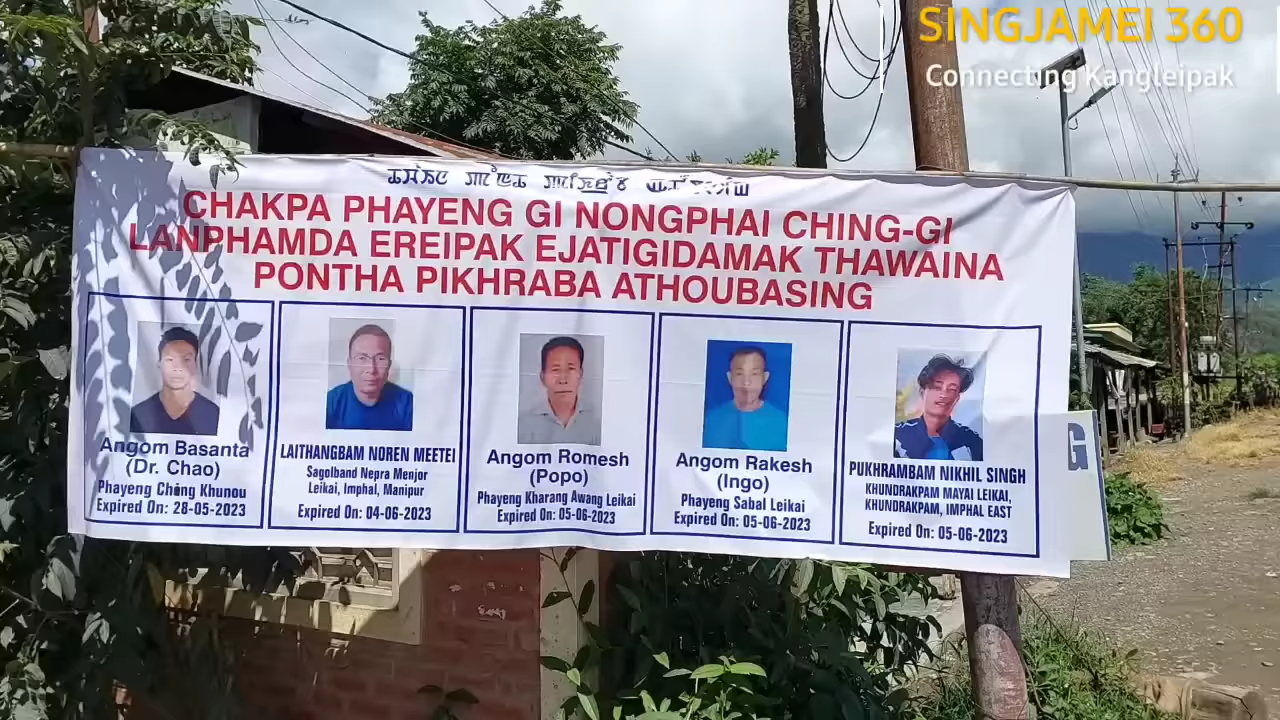 SINGJAMEI 360
Connecting Kangleipak
CHAKPA PHAYENG GI NONGPHAI CHING-GI
LANPHAMDA EREIPAK EJATIGIDAMAK THAWAINA
PONTHA PIKHRABA ATHOUBASING
Angom Basanta
(Dr. Chao)
Phayeng Ching Khunou
Expired On: 28-05-2023
LAITHANGBAM NOREN MEETEI
Sagolband Nepra Menjor
Leikai, Imphal, Manipur
Expired On: 04-06-2023
Angom Romesh
(Popo)
Phayeng Kharang Awang Leikai
Expired On: 05-06-2023
Angom Rakesh
(Ingo)
Phayeng Sabal Leikai
Expired On: 05-06-2023
PUKHRAMBAM NIKHIL SINGH
KHUNDRAKPAM MAYAI LEIKAI,
KHUNDRAKPAM, IMPHAL EAST
Expired On: 05-06-2023
G